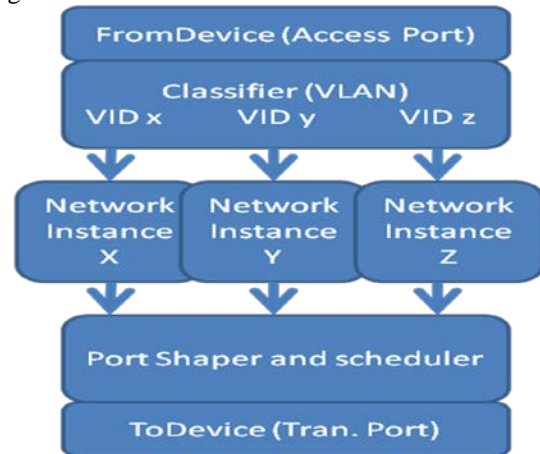 FromDevice (Access Port)
Classifier (VLAN)
VID x VID y VID z
Network Instance X
Network Instance Y
Network Instance Z
Port Shaper and scheduler
ToDevice (Tran. Port)